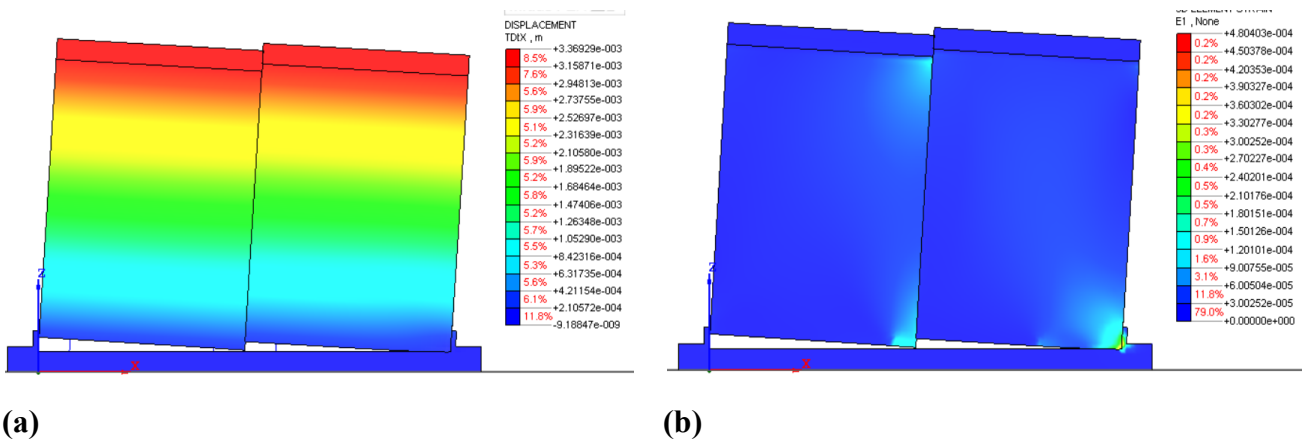 DISPLACEMENT
TDtX , m
+3.36929e-003
8.5%
+3.15871e-003
7.6%
+2.94813e-003
5.6%
+2.73755e-003
5.9%
+2.52697e-003
5.1%
+2.31639e-003
5.2%
+2.10580e-003
5.9%
+1.89522e-003
5.2%
+1.68464e-003
5.8%
+1.47406e-003
5.2%
+1.26348e-003
5.7%
+1.05290e-003
5.5%
+8.42316e-004
5.3%
+6.31735e-004
5.6%
+4.21154e-004
6.1%
+2.10572e-004
11.8%
-9.18847e-009
Z
X
3D ELEMENT STRAIN
E1 , None
+4.80403e-004
0.2%
+4.50378e-004
0.2%
+4.20353e-004
0.2%
+3.90327e-004
0.2%
+3.60302e-004
0.2%
+3.30277e-004
0.3%
+3.00252e-004
0.3%
+2.70227e-004
0.4%
+2.40201e-004
0.5%
+2.10176e-004
0.5%
+1.80151e-004
0.7%
+1.50126e-004
0.9%
+1.20101e-004
1.6%
+9.00755e-005
3.1%
+6.00504e-005
11.8%
+3.00252e-005
79.0%
+0.00000e+000
Z
X
(a)
(b)